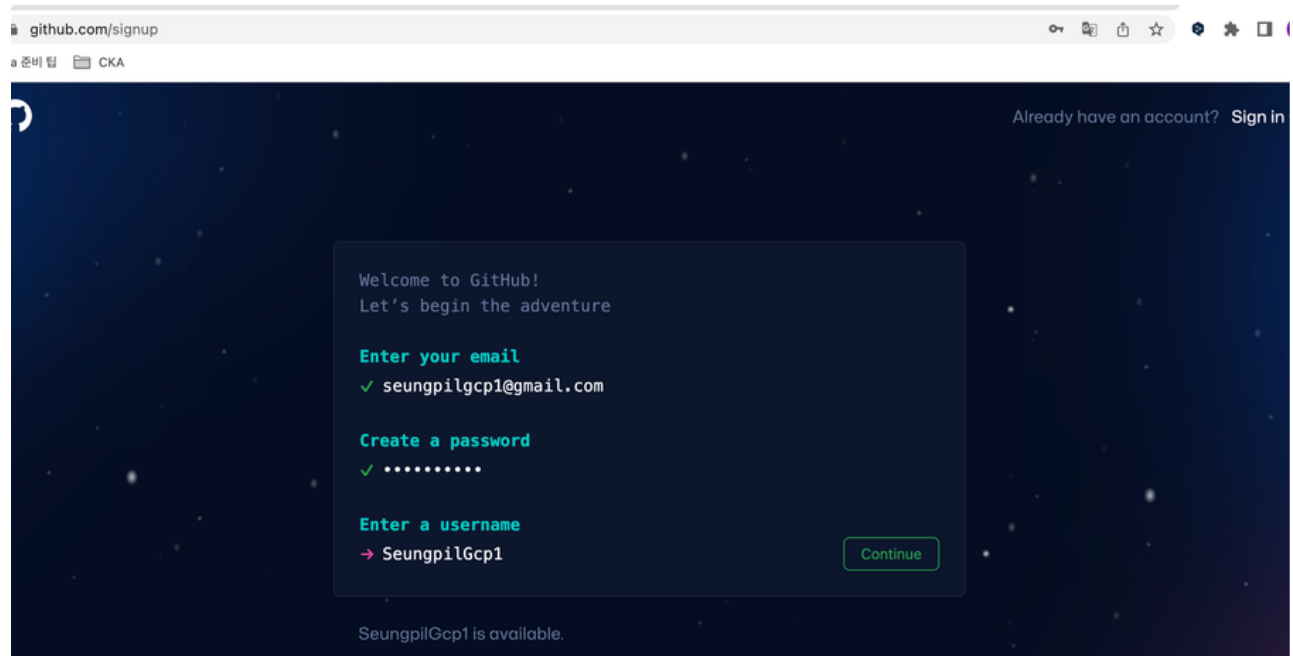 github.com/signup
a 준비 팁 CKA
Already have an account? Sign in
Welcome to GitHub!
Let's begin the adventure
Enter your email
✓ seungpilgcp1@gmail.com
Create a password
✓ ••••••••••
Enter a username
→ SeungpilGcp1 Continue
SeungpilGcp1 is available.